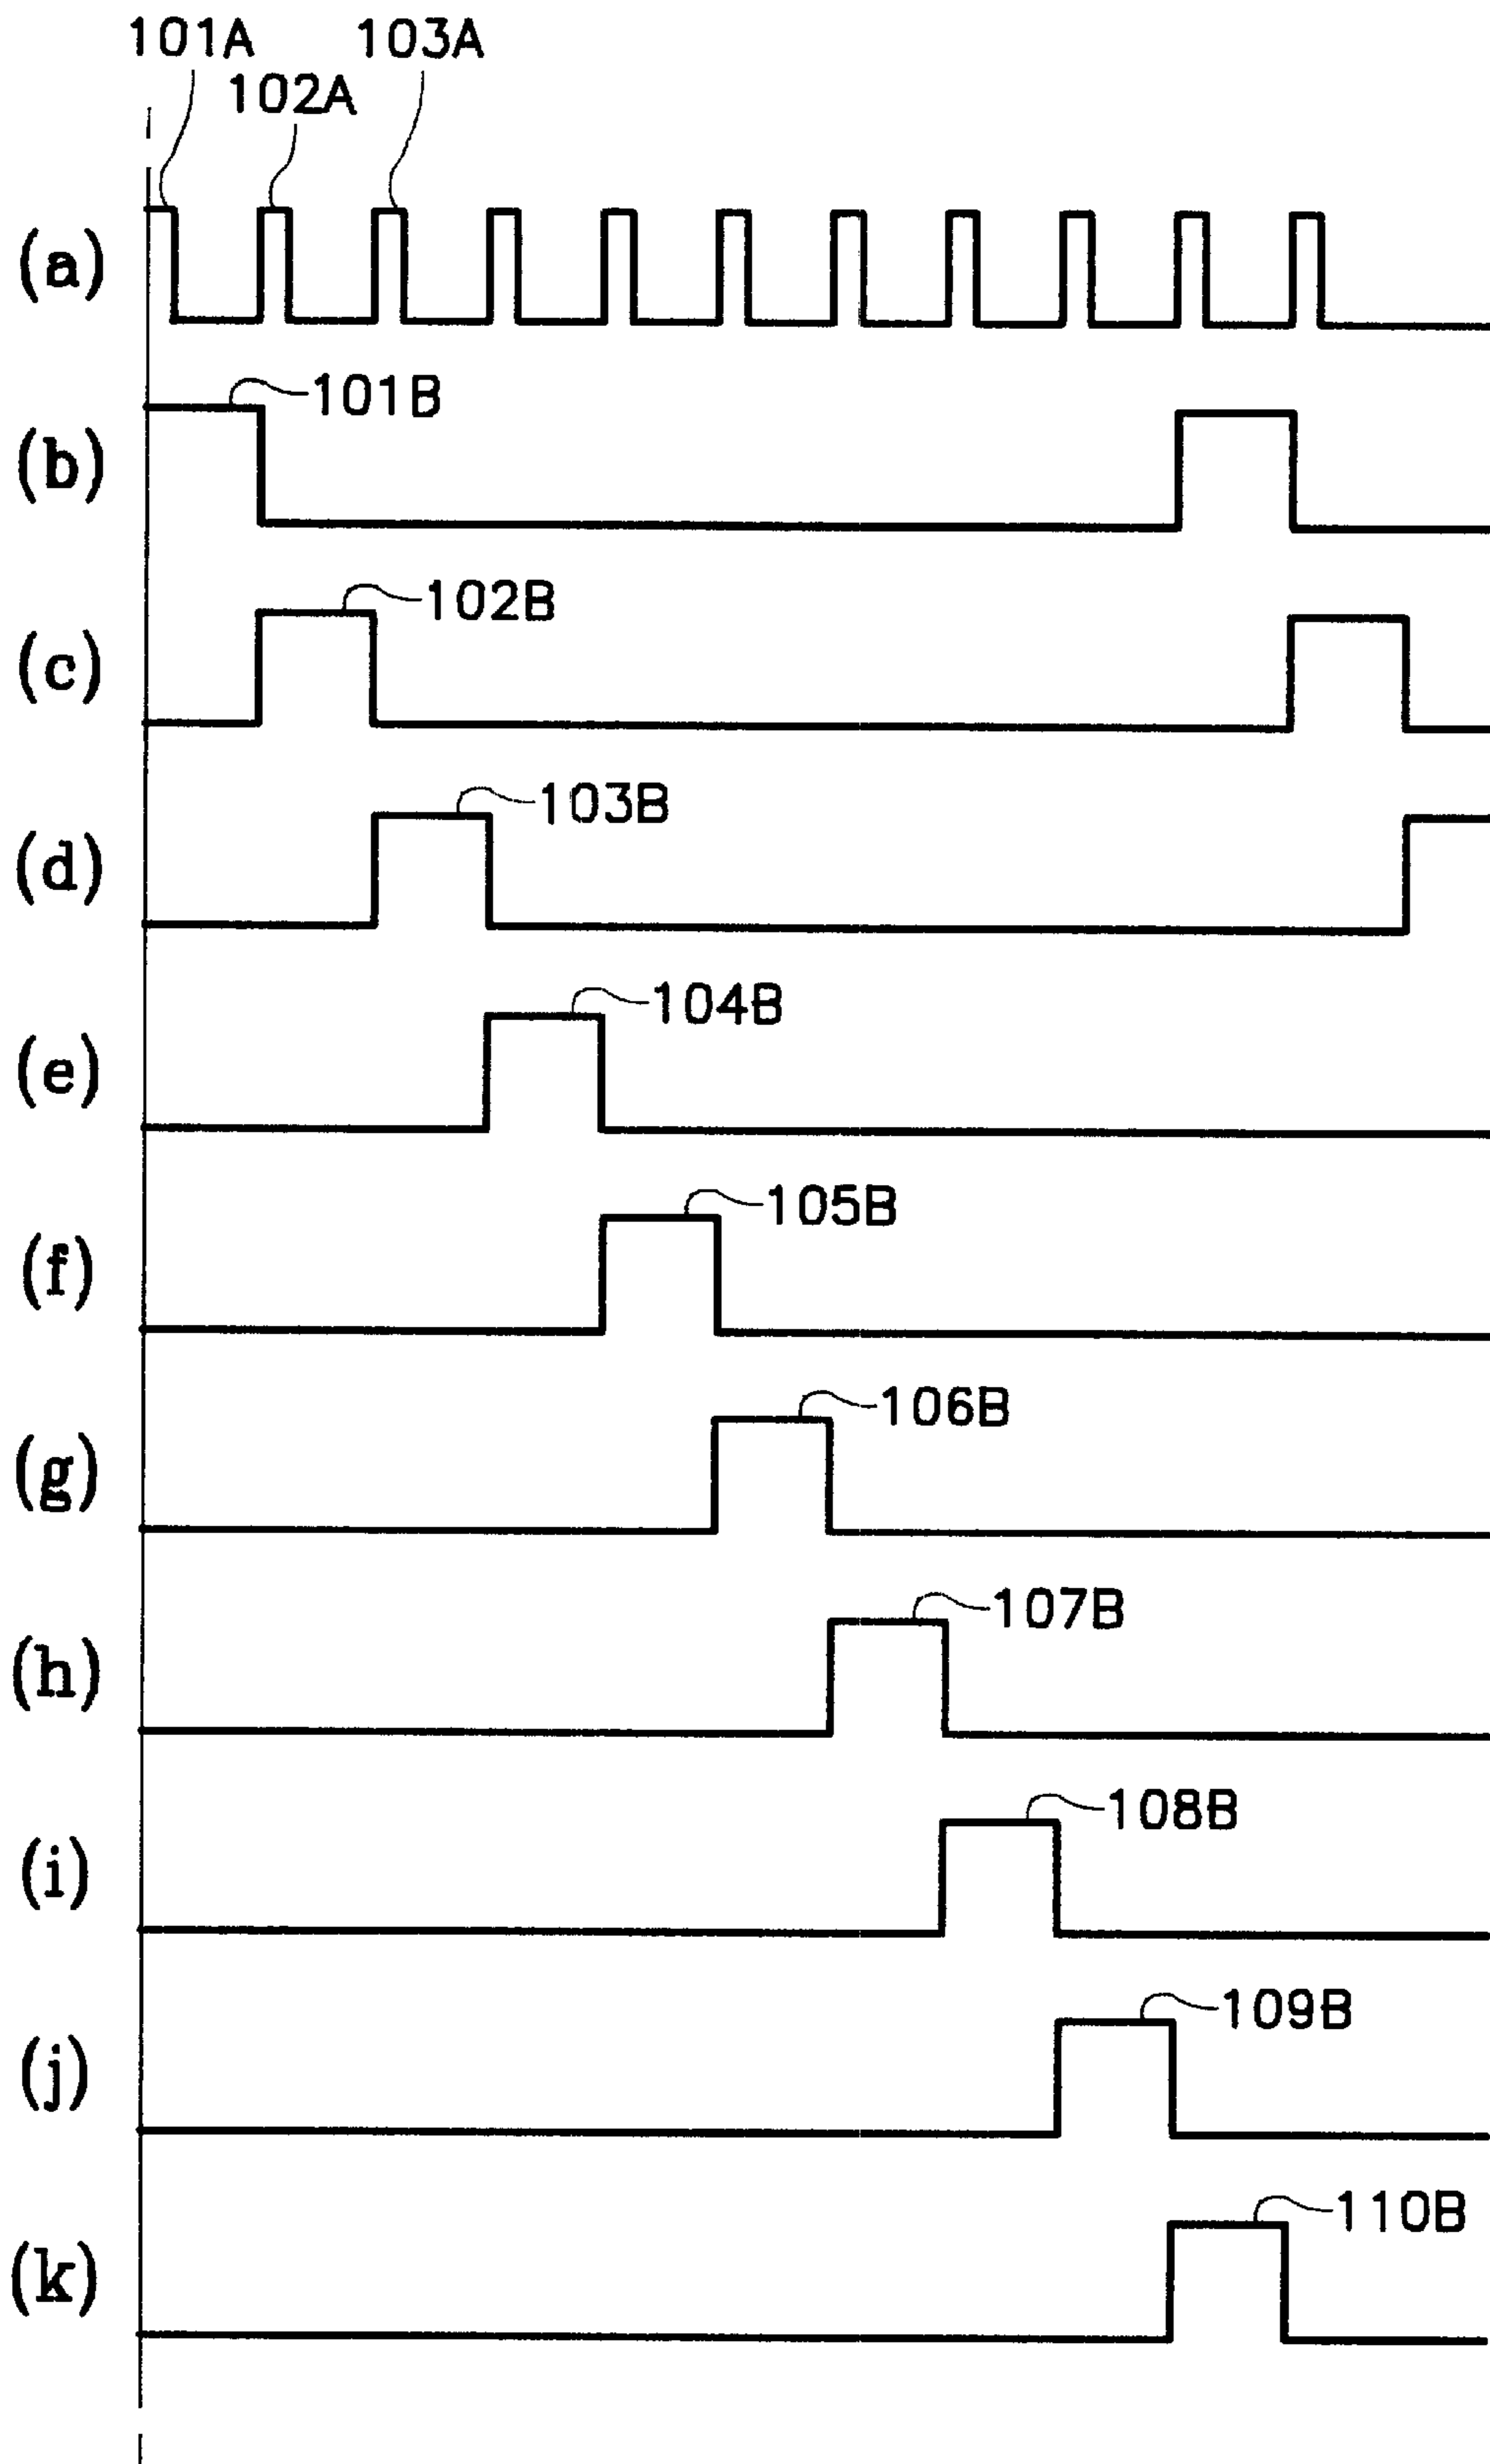 101A
103A
102A
(a)
101B
(b)
102B
(c)
103B
(d)
104B
(e)
105B
(f)
106B
(g)
107B
(h)
108B
(i)
109B
(j)
110B
(k)